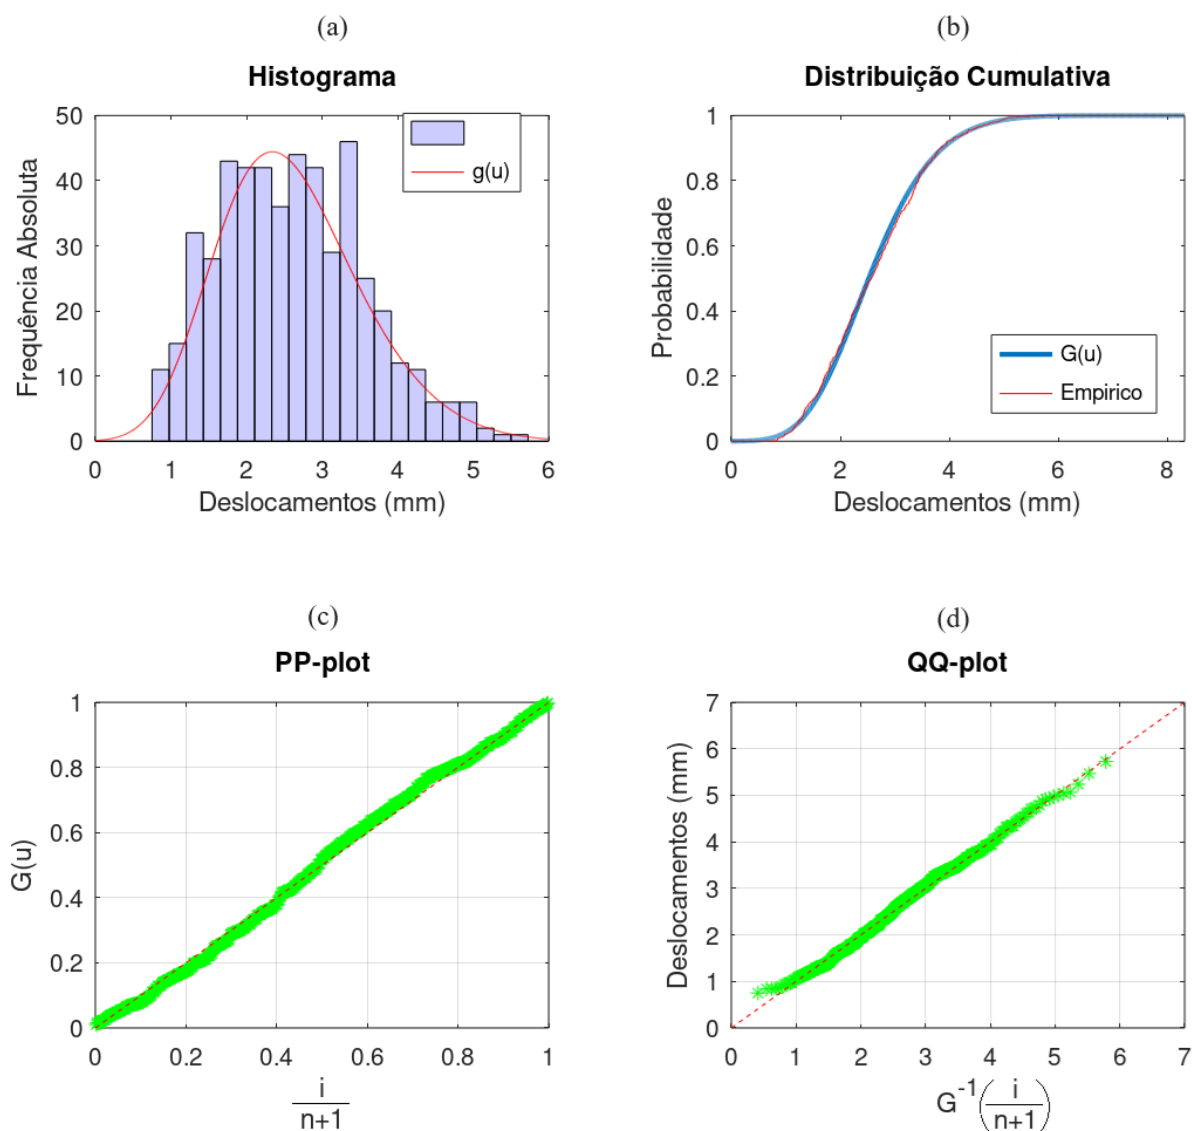 (a)
Histograma
50
40
30
20
10
0
0 1 2 3 4 5 6
Frequência Absoluta
Deslocamentos (mm)
g(u)
(b)
Distribuição Cumulativa
1
0.8
0.6
0.4
0.2
0
0 2 4 6 8
Probabilidade
Deslocamentos (mm)
G(u)
Empirico
(c)
PP-plot
1
0.8
0.6
0.4
0.2
0
0 0.2 0.4 0.6 0.8 1
G(u)
i
n+1
(d)
QQ-plot
7
6
5
4
3
2
1
0
0 1 2 3 4 5 6 7
Deslocamentos (mm)
G^-1(i/n+1)